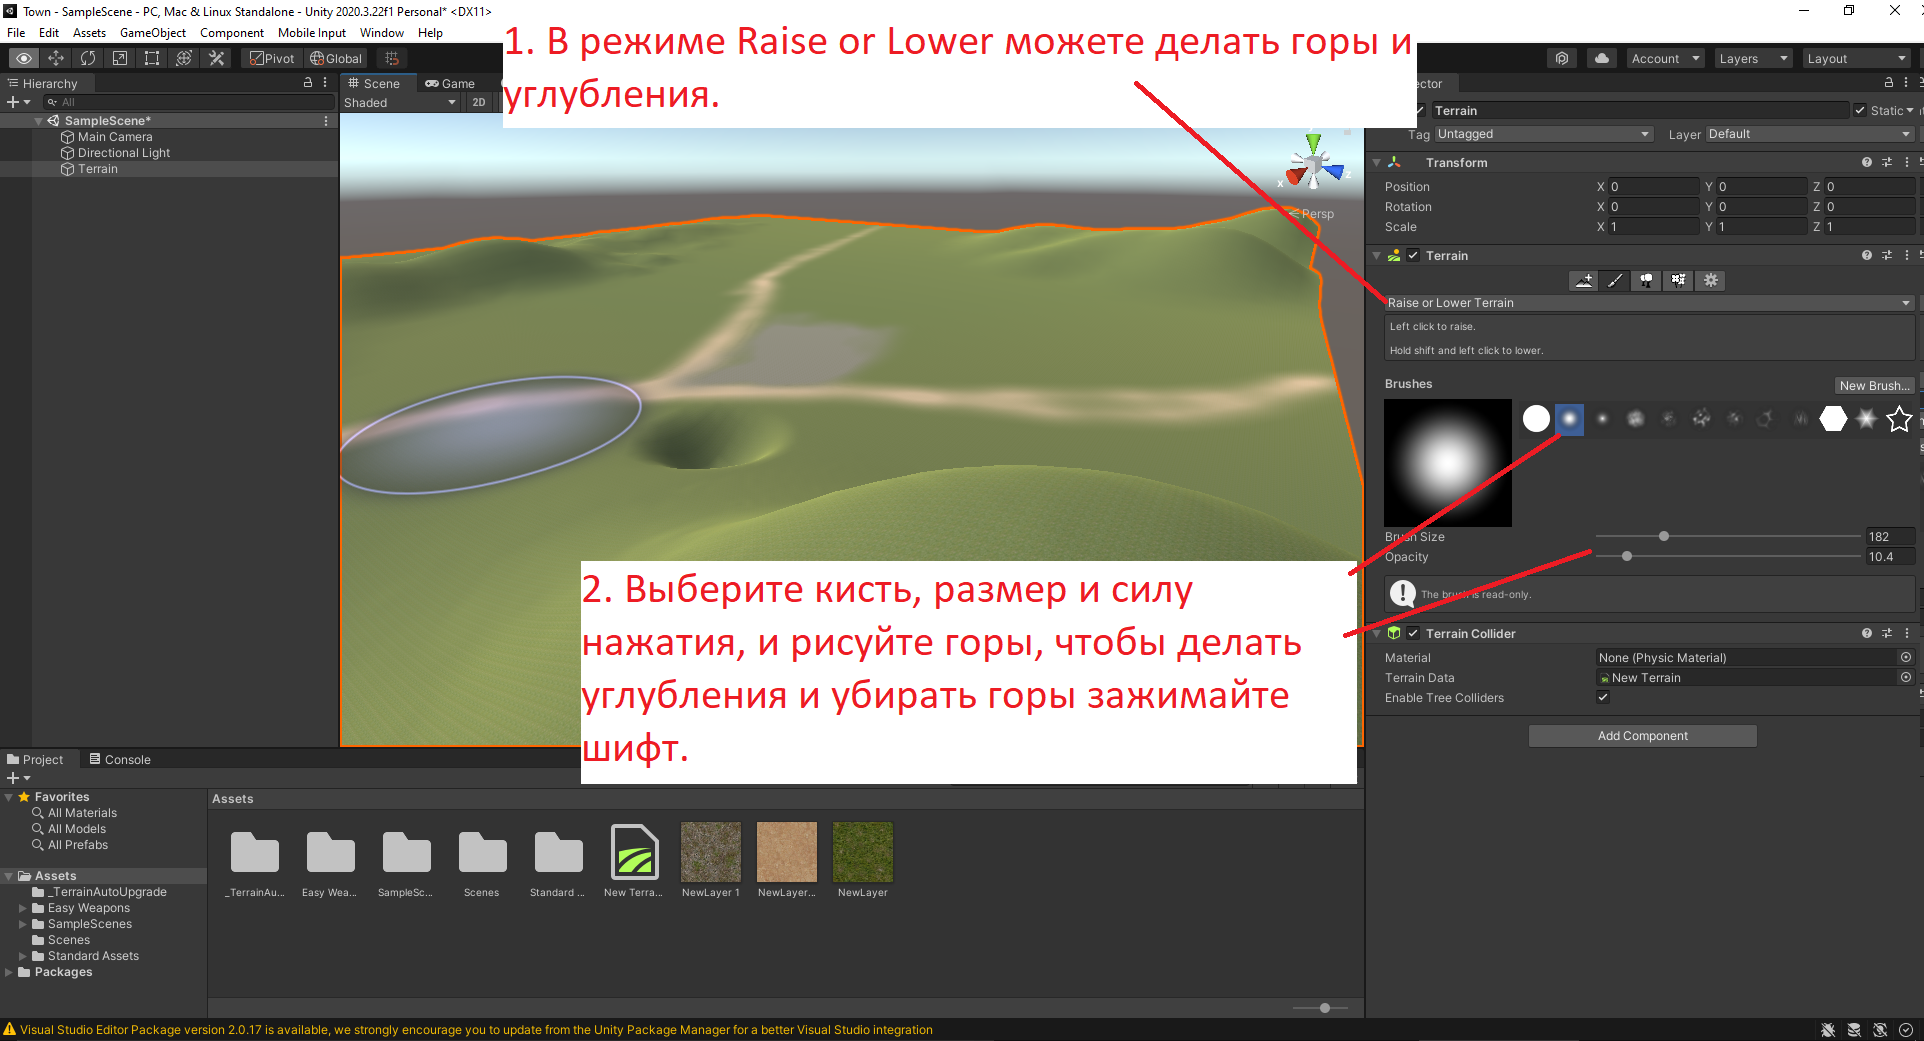 Town - SampleScene - PC, Mac & Linux Standalone - Unity 2020.3.22f1 Personal* <DX11>
File Edit Assets GameObject Component Mobile Input Window Help
1. В режиме Raise or Lower можете делать горы и
углубления.
Pivot Global
Account Layers Layout
Hierarchy
All
SampleScene*
Main Camera
Directional Light
Terrain
Scene Game
Shaded 2D
Persp
x
z
ctor
Terrain Static
Tag Untagged Layer Default
Transform
Position X 0 Y 0 Z 0
Rotation X 0 Y 0 Z 0
Scale X 1 Y 1 Z 1
Terrain
Raise or Lower Terrain
Left click to raise.
Hold shift and left click to lower.
Brushes New Brush...
Brush Size 182
Opacity 10.4
The brush is read-only.
2. Выберите кисть, размер и силу
нажатия, и рисуйте горы, чтобы делать
углубления и убирать горы зажимайте
шифт.
Terrain Collider
Material None (Physic Material)
Terrain Data New Terrain
Enable Tree Colliders
Add Component
Project Console
Favorites
All Materials
All Models
All Prefabs
Assets
_TerrainAutoUpgrade
Easy Weapons
SampleScenes
Scenes
Standard Assets
Packages
Assets
_TerrainAu... Easy Wea... SampleSc... Scenes Standard ... New Terra... NewLayer 1 NewLayer... NewLayer
Visual Studio Editor Package version 2.0.17 is available, we strongly encourage you to update from the Unity Package Manager for a better Visual Studio integration